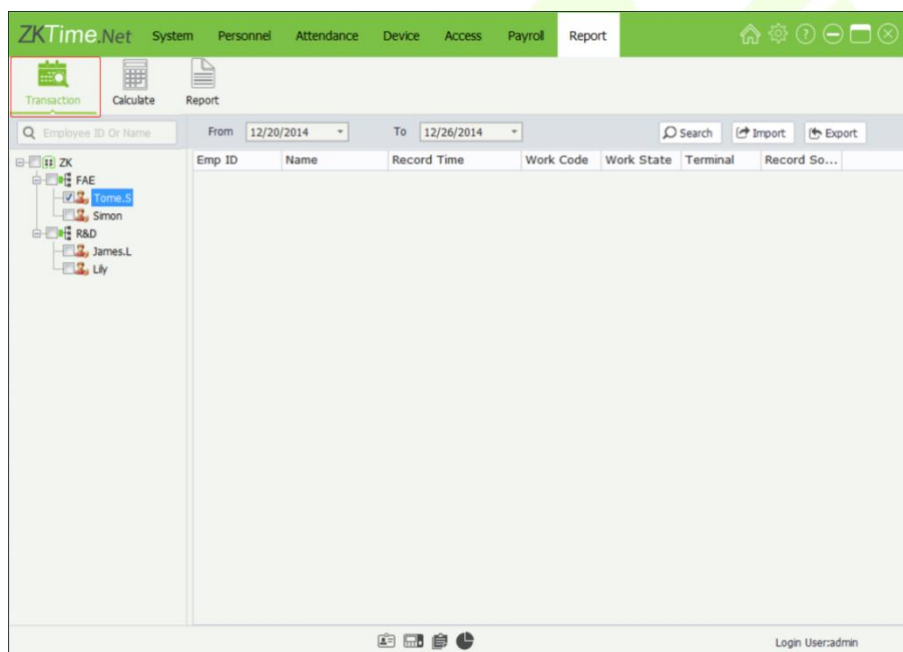 ZKTime.Net System Personnel Attendance Device Access Payroll Report
Transaction Calculate Report
Employee ID Or Name From 12/20/2014 To 12/26/2014 Search Import Export
Emp ID Name Record Time Work Code Work State Terminal Record So...
ZK
FAE
Tome.S
Simon
R&D
James.L
Lily
Login User:admin